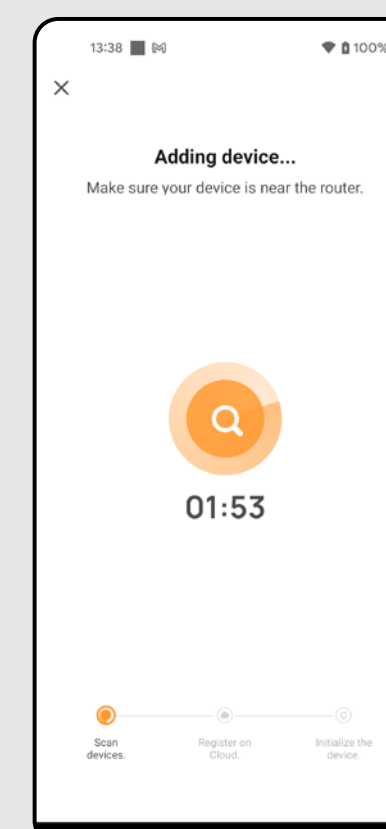 13:38 100%
Adding device...
Make sure your device is near the router.
01:53
Scan Register on Initialize the
devices. Cloud. device.